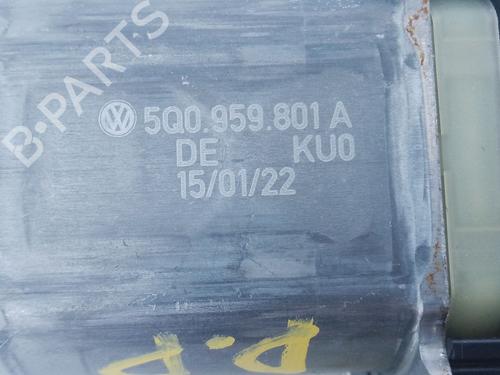 B-PARTS
5Q0.959.801 A
DE KU0
15/01/22
D.D